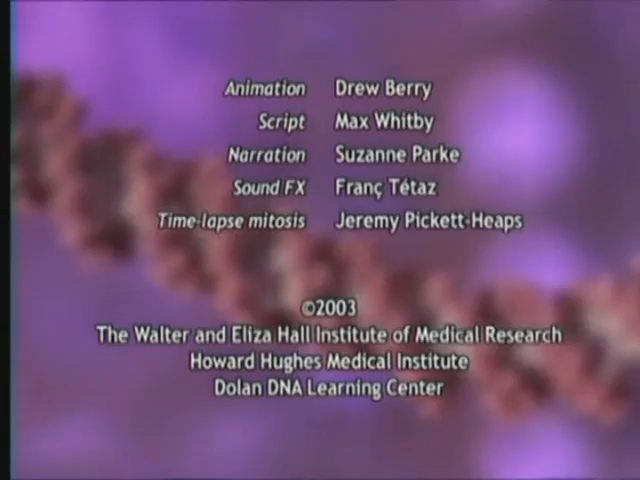 Animation Drew Berry
Script Max Whitby
Narration Suzanne Parke
Sound FX Franç Tétaz
Time-lapse mitosis Jeremy Pickett-Heaps
©2003
The Walter and Eliza Hall Institute of Medical Research
Howard Hughes Medical Institute
Dolan DNA Learning Center